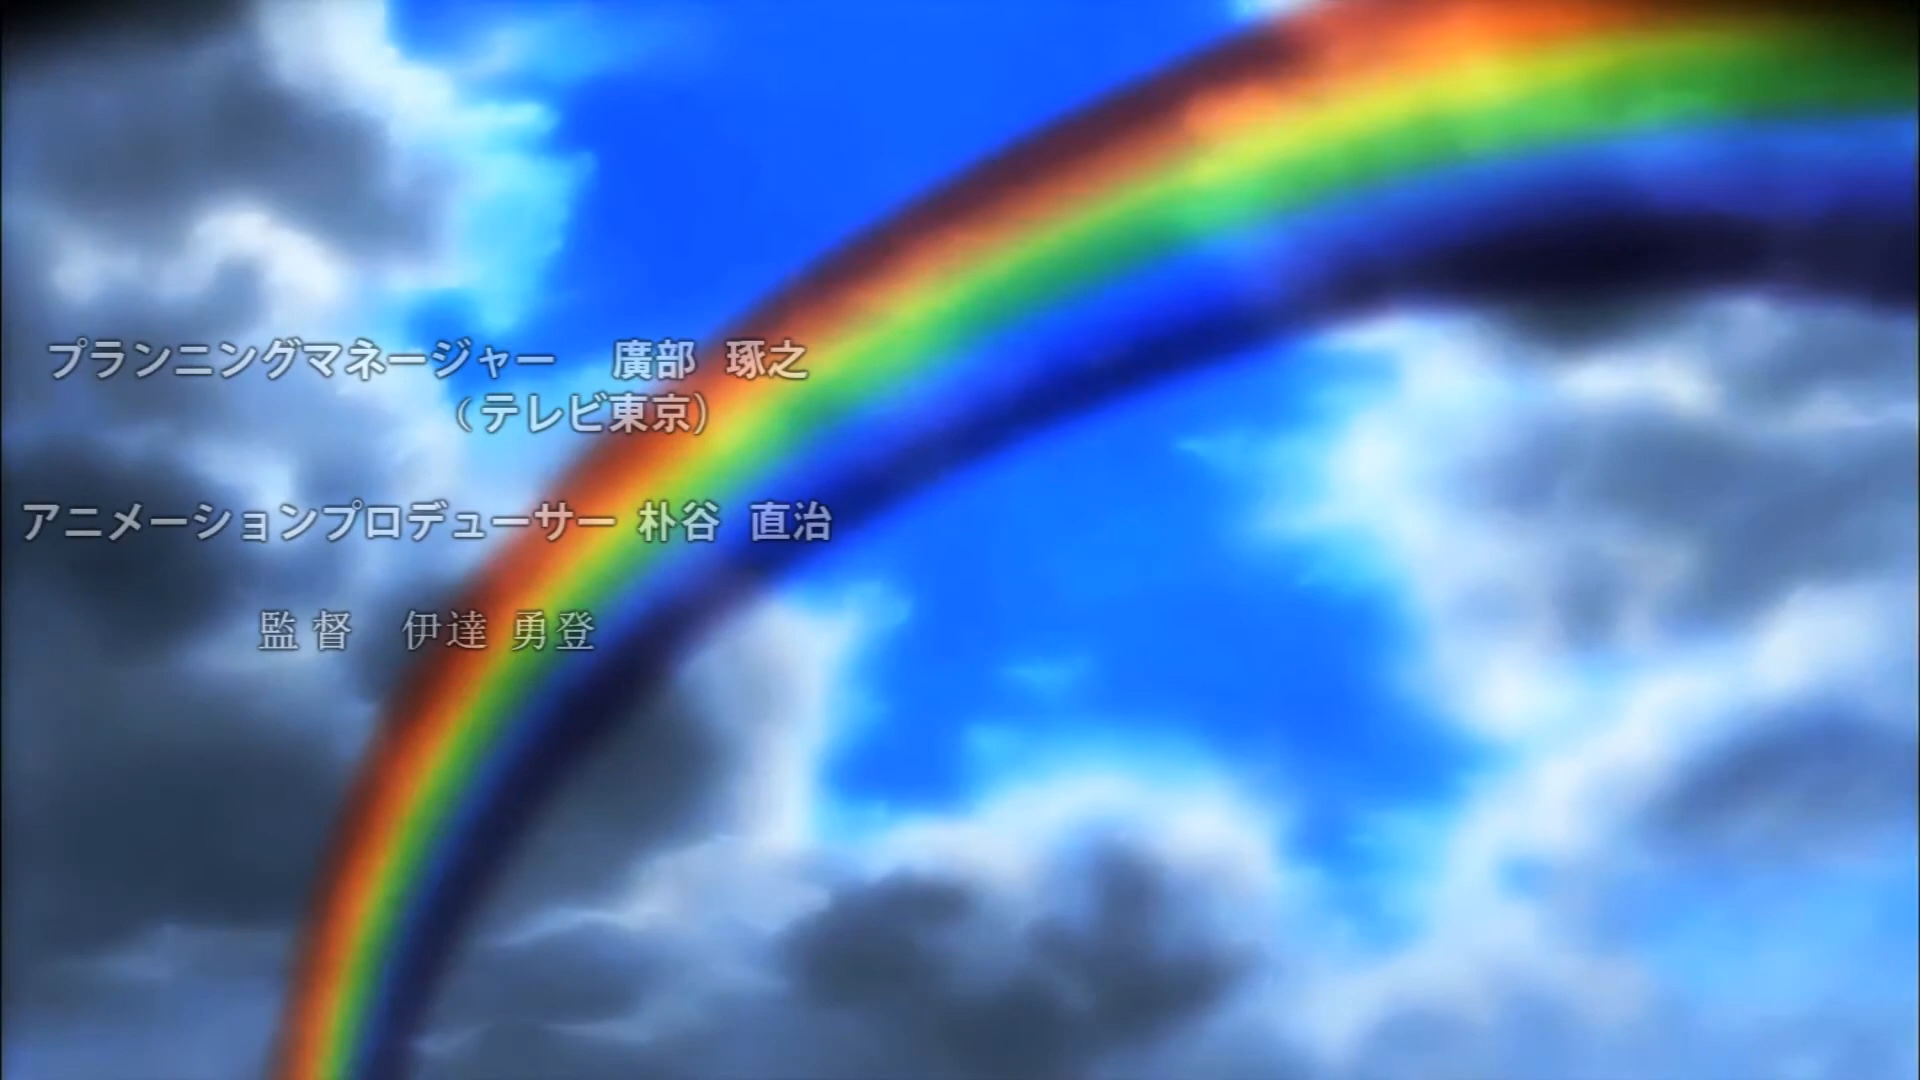 プランニングマネージャー　廣部 琢之
（テレビ東京）
アニメーションプロデューサー 朴谷 直治
監督　伊達 勇登